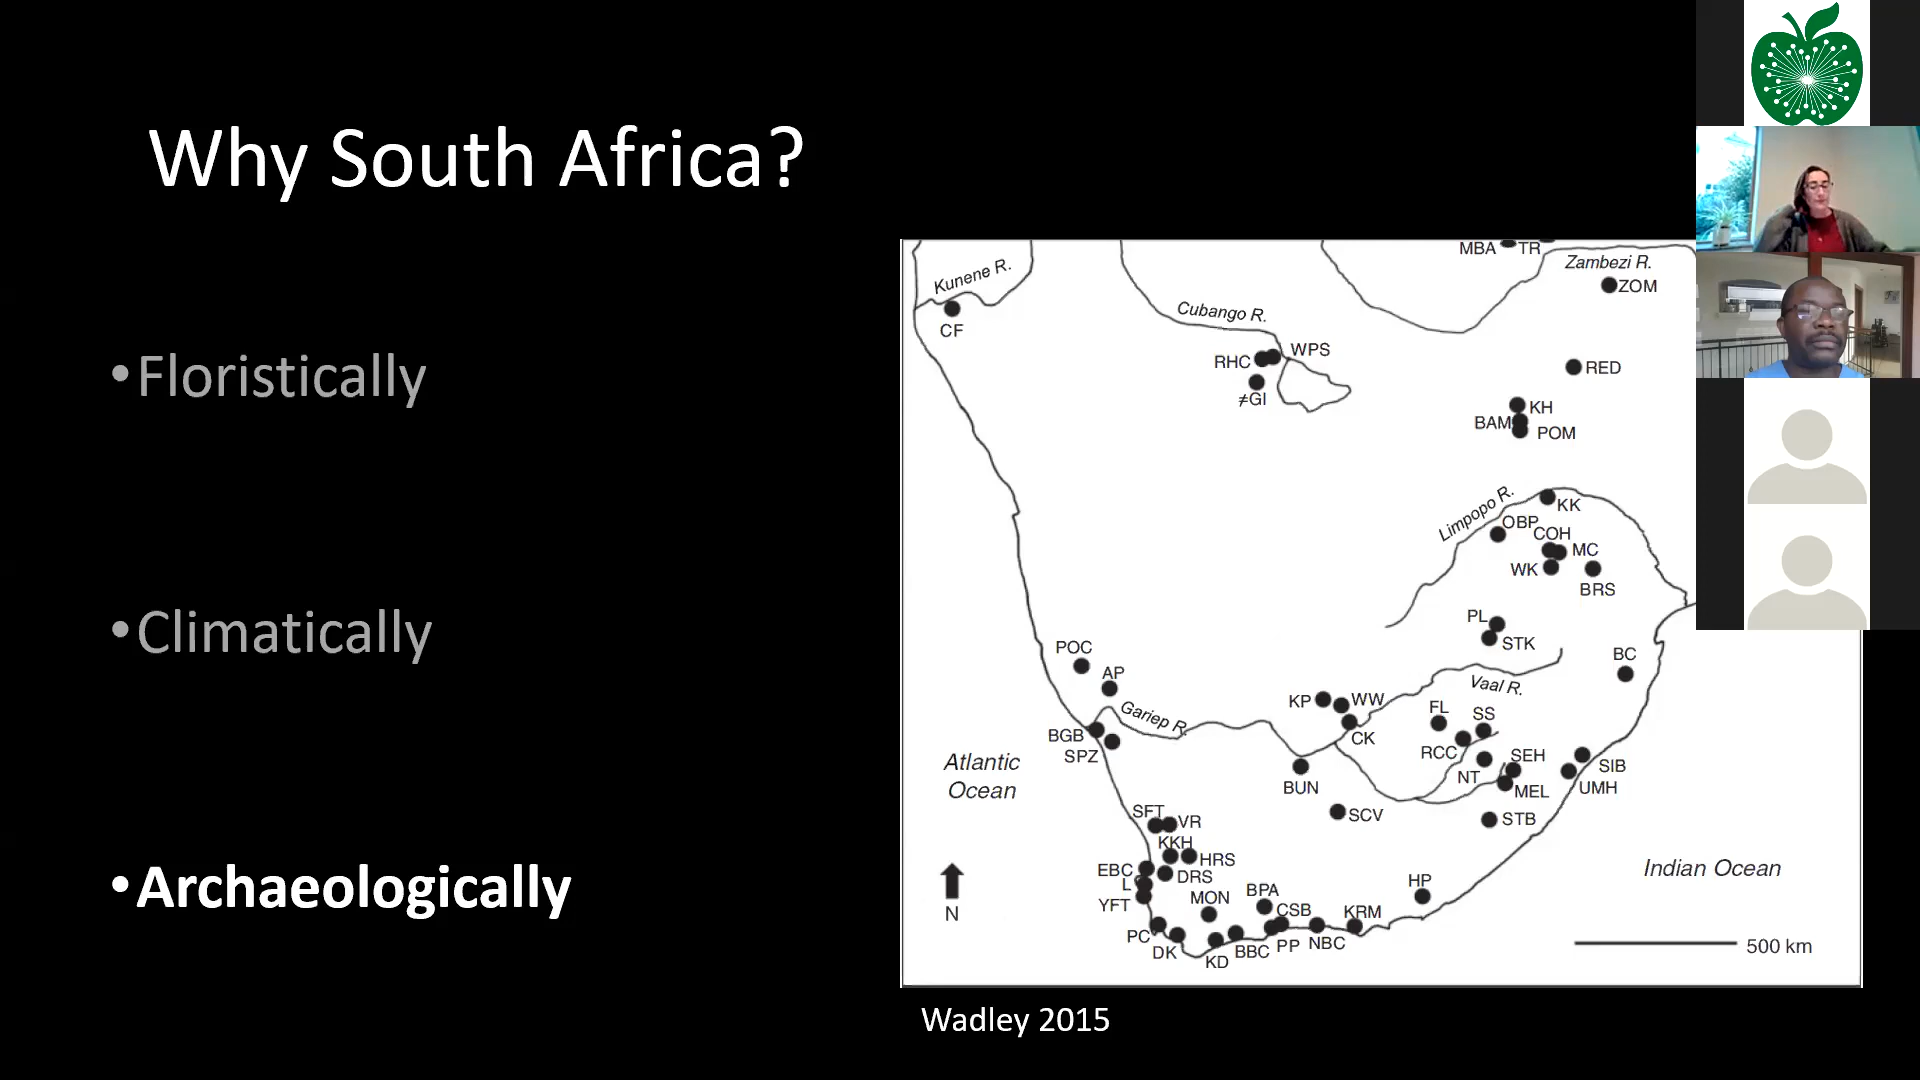 Why South Africa?
•Floristically
•Climatically
•Archaeologically
MBA TR
Zambezi R.
ZOM
Kunene R.
CF
Cubango R.
RHC
WPS
≠GI
RED
KH
BAM
POM
Limpopo R.
KK
OBP
COH
MC
WK
BRS
PL
STK
BC
POC
AP
Gariep R.
BGB
SPZ
KP
WW
CK
Vaal R.
FL
SS
RCC
NT
SEH
MEL
SIB
UMH
STB
BUN
SCV
Atlantic
Ocean
SFT
VR
KKH
HRS
EBC
L
DRS
YFT
MON
BPA
CSB
KRM
HP
PC
DK
KD
BBC
PP
NBC
N
Indian Ocean
500 km
Wadley 2015